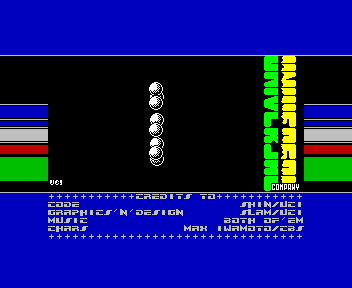 UCI
COMPANY
++++++++++++CREDITS TO++++++++++++
CODE SHIN/UCI
GRAPHICS'N'DESIGN SLAM/UCI
MUSIC BOTH OF'EM
CHARS MAX IWAMOTO/CBS